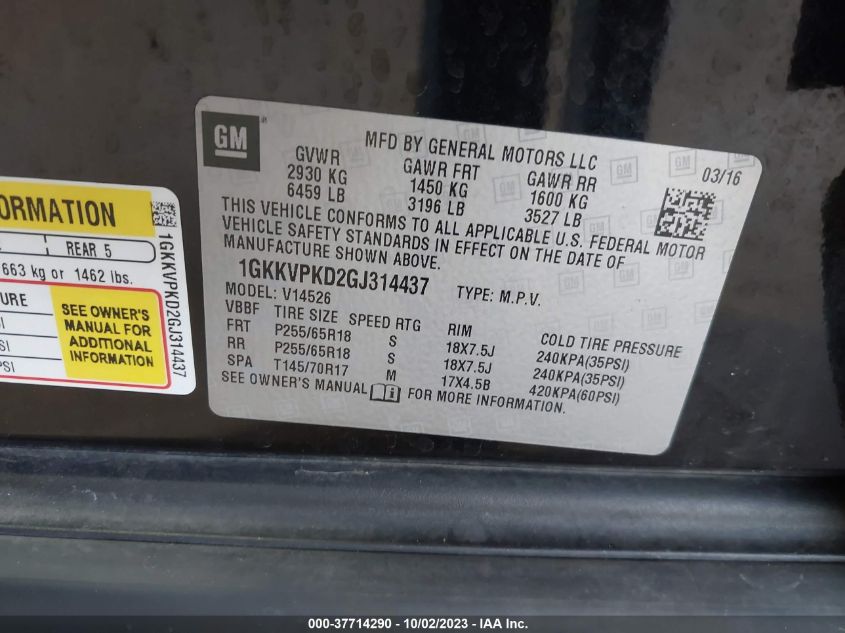 GM
MFD BY GENERAL MOTORS LLC
03/16
GVWR GAWR FRT GAWR RR
2930 KG 1450 KG 1600 KG
6459 LB 3196 LB 3527 LB
THIS VEHICLE CONFORMS TO ALL APPLICABLE U.S. FEDERAL MOTOR
VEHICLE SAFETY STANDARDS IN EFFECT ON THE DATE OF
MANUFACTURE SHOWN ABOVE.
1GKKVPKD2GJ314437 TYPE: M.P.V.
MODEL: V14526
VBBF TIRE SIZE SPEED RTG RIM COLD TIRE PRESSURE
FRT P255/65R18 S 18X7.5J 240KPA(35PSI)
RR P255/65R18 S 18X7.5J 240KPA(35PSI)
SPA T145/70R17 M 17X4.5B 420KPA(60PSI)
SEE OWNER'S MANUAL FOR MORE INFORMATION.
ORMATION
REAR 5
663 kg or 1462 lbs.
URE
SI
SI
PSI
SEE OWNER'S
MANUAL FOR
ADDITIONAL
INFORMATION
1GKKVPKD2GJ314437
000-37714290 - 10/02/2023 - IAA Inc.